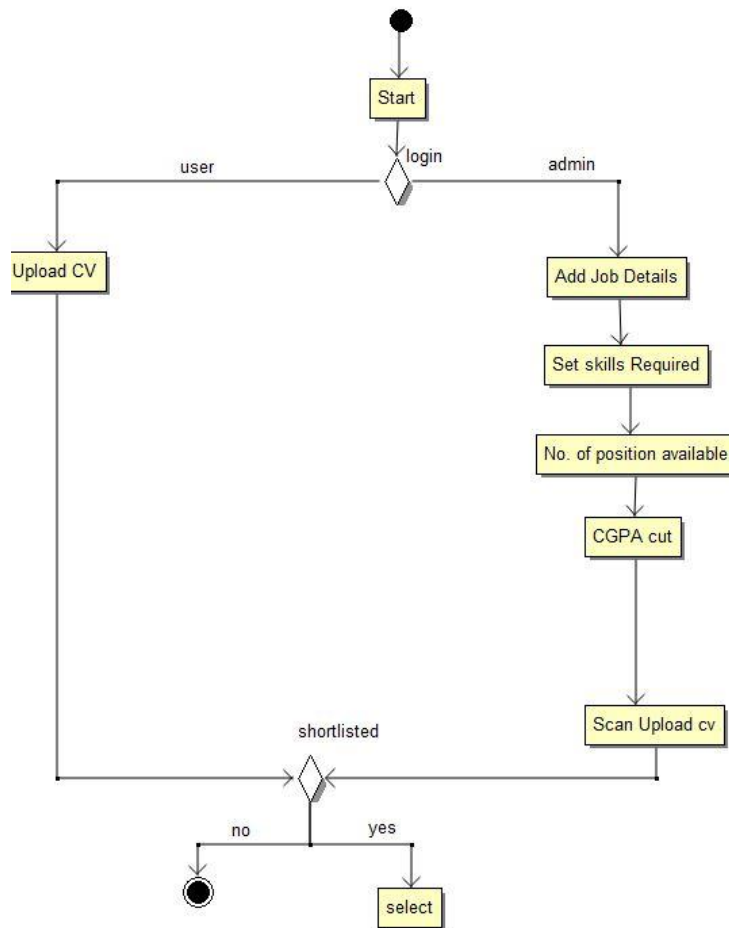 Start
login
user
admin
Upload CV
Add Job Details
Set skills Required
No. of position available
CGPA cut
Scan Upload cv
shortlisted
no
yes
select